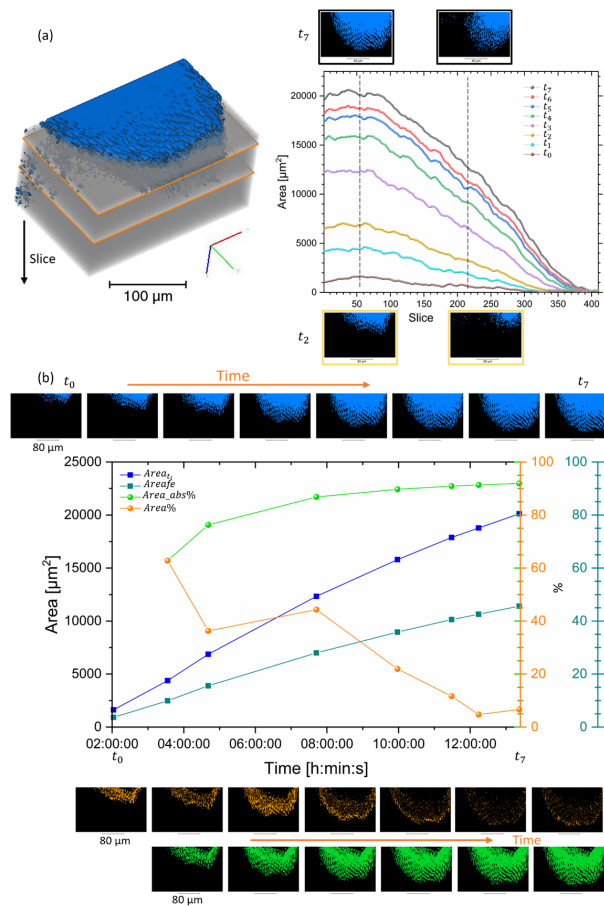 (a)
t₇
Slice
100 μm
Area [μm²]
20000
15000
10000
5000
0
50 100 150 200 250 300 350 400
Slice
t₇
t₆
t₅
t₄
t₃
t₂
t₁
t₀
t₂
(b)
t₀
Time
t₇
80 μm
Area_tⱼ
Areafe
Area_abs%
Area%
Area [μm²]
25000
20000
15000
10000
5000
0
100
80
60
40
20
0
%
100
80
60
40
20
0
02:00:00 04:00:00 06:00:00 08:00:00 10:00:00 12:00:00
t₀
t₇
Time [h:min:s]
80 μm
Time
80 μm